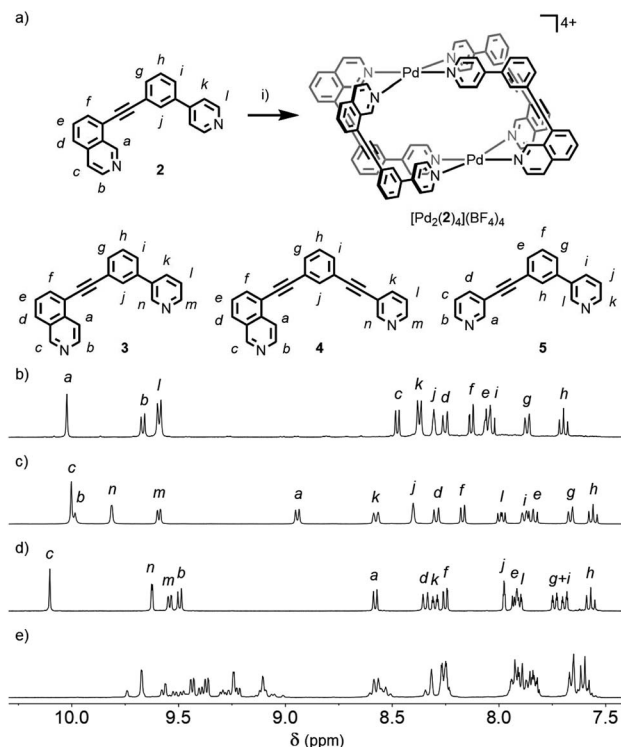 a)
4+
h
g
i
k
l
f
j
e
d
a
c
b
N
N
2
i)
N
Pd
N
N
N
N
N
Pd
N
N
[Pd₂(2)₄](BF₄)₄
h
g
i
k
l
f
j
m
e
n
d
a
c
b
N
N
3
h
g
i
f
j
k
l
e
m
d
a
n
c
b
N
N
4
f
e
g
d
i
j
c
h
k
b
a
l
N
N
5
b)
a b l c k j d f e i g h
c)
c b n m a k j d f l i e g h
d)
c n m b a d k f j e l g+i h
e)
10.0 9.5 9.0 8.5 8.0 7.5
δ (ppm)